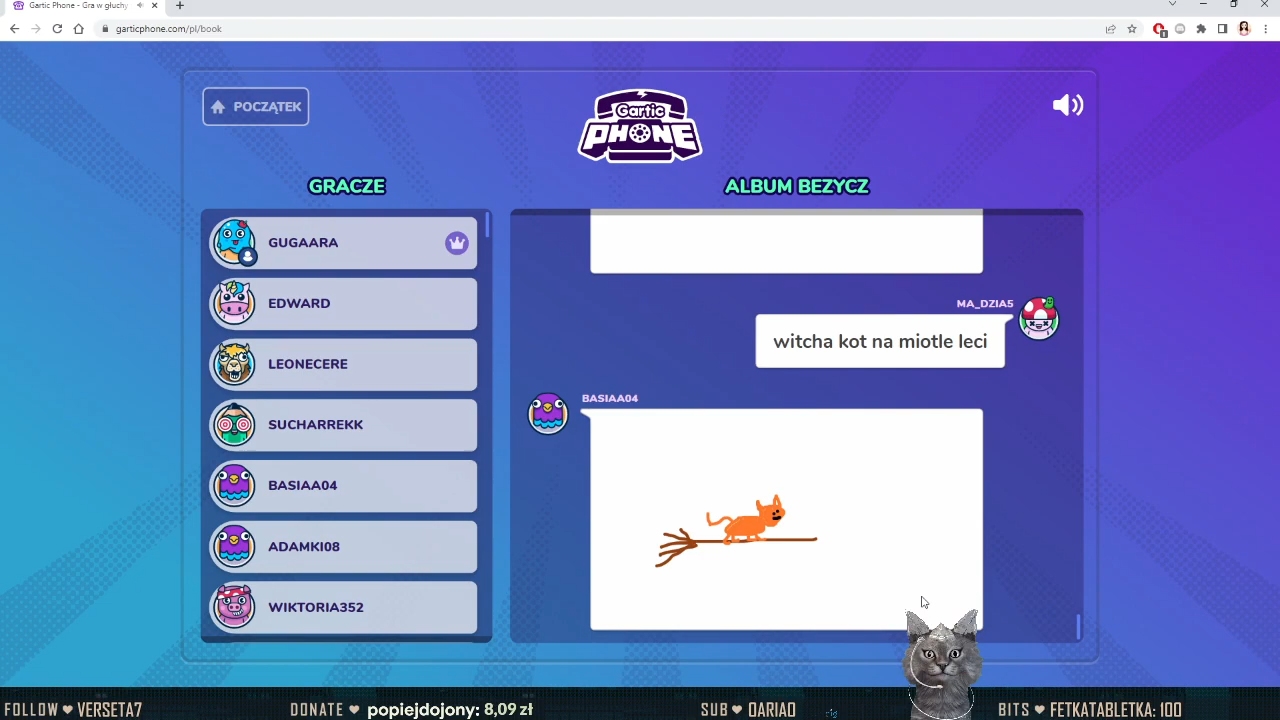 Gartic Phone - Gra w głuchy
garticphone.com/pl/book
POCZĄTEK
Gartic
PHONE
GRACZE
ALBUM BEZYCZ
GUGAARA
EDWARD
LEONECERE
SUCHARREKK
BASIAA04
ADAMKI08
WIKTORIA352
MA_DZIA5
witcha kot na miotle leci
BASIAA04
FOLLOW ♥ VERSETA7 DONATE ♥ popiejdojony: 8,09 zł SUB ♥ OARIAO BITS ♥ FETKATABLETKA: 100